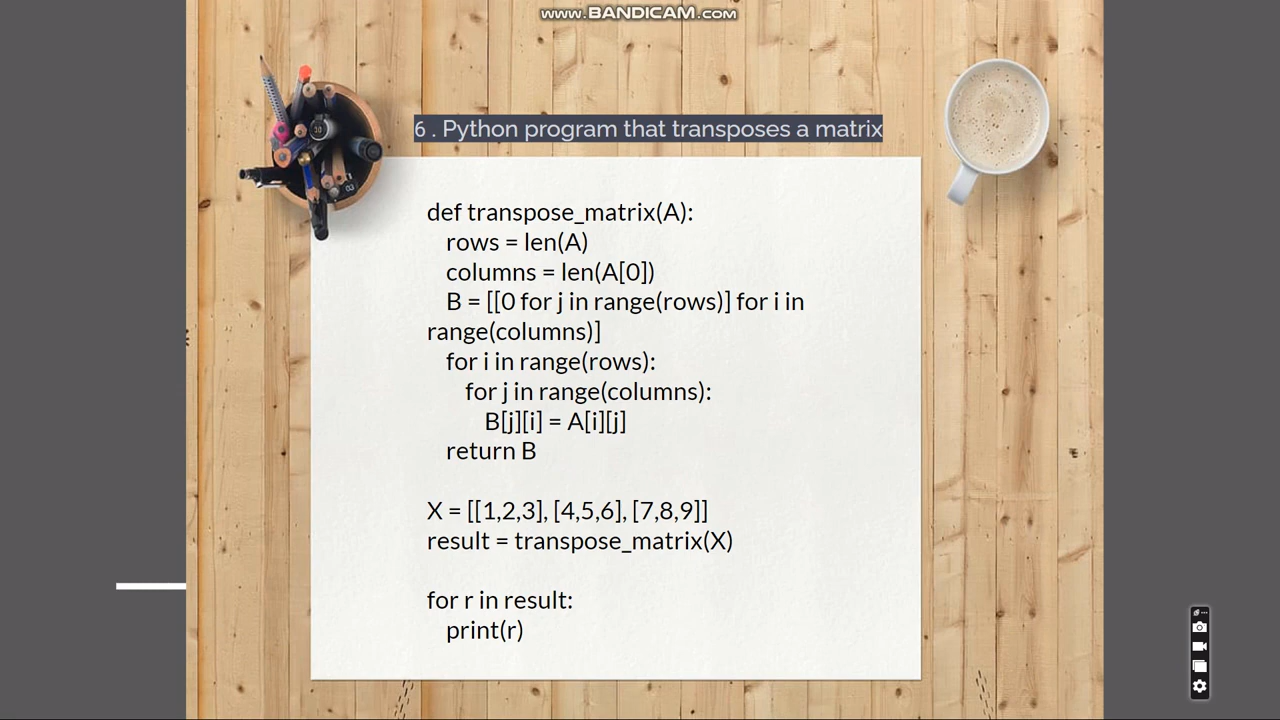 www.BANDICAM.com
6 . Python program that transposes a matrix
def transpose_matrix(A):
rows = len(A)
columns = len(A[0])
B = [[0 for j in range(rows)] for i in
range(columns)]
for i in range(rows):
for j in range(columns):
B[j][i] = A[i][j]
return B
X = [[1,2,3], [4,5,6], [7,8,9]]
result = transpose_matrix(X)
for r in result:
print(r)